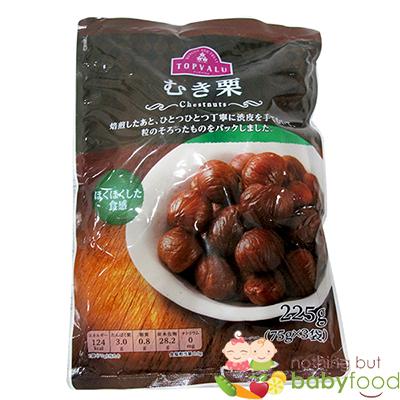 TOPVALU
むき栗
Chestnuts
焙煎したあと、ひとつひとつ丁寧に渋皮を手で
粒のそろったものをパックしました。
ほくほくした
食感
225g
(75g×3袋)
エネルギー たんぱく質 脂質 炭水化物 ナトリウム
124 kcal 3.0 g 0.8 g 28.2 g 0 mg
nothing but
babyfood